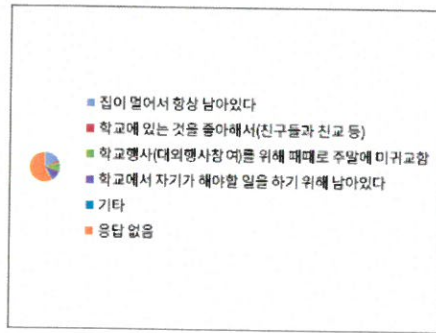 집이 멀어서 항상 남아있다
학교에 있는 것을 좋아해서(친구들과 친교 등)
학교행사(대외행사참 여)를 위해 때때로 주말에 미귀교함
학교에서 자기가 해야할 일을 하기 위해 남아있다
기타
응답 없음